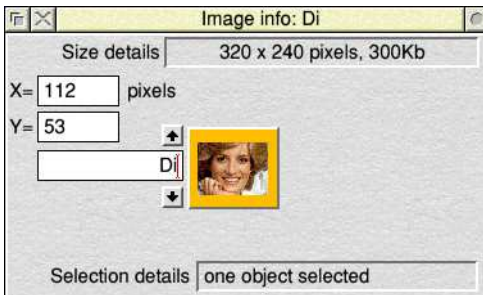 Image info: Di
Size details 320 x 240 pixels, 300Kb
X= 112 pixels
Y= 53
Di
Selection details one object selected